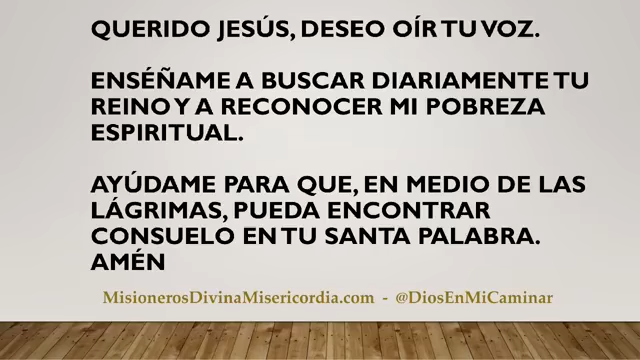 QUERIDO JESÚS, DESEO OÍR TU VOZ.
ENSÉÑAME A BUSCAR DIARIAMENTE TU
REINO Y A RECONOCER MI POBREZA
ESPIRITUAL.
AYÚDAME PARA QUE, EN MEDIO DE LAS
LÁGRIMAS, PUEDA ENCONTRAR
CONSUELO EN TU SANTA PALABRA.
AMÉN
MisionerosDivinaMisericordia.com - @DiosEnMiCaminar